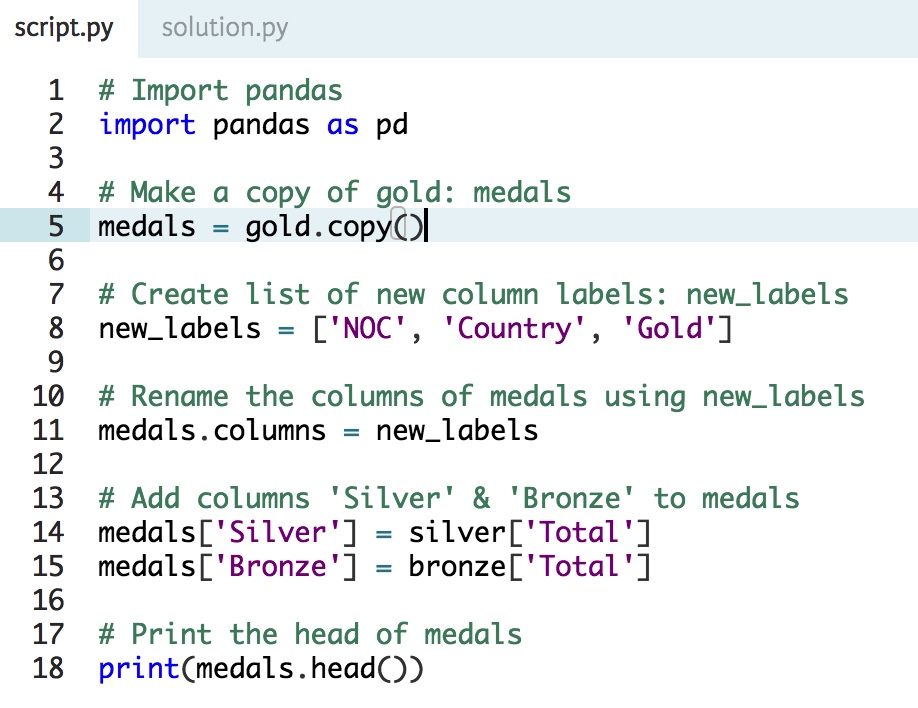 script.py solution.py
1 # Import pandas
2 import pandas as pd
3
4 # Make a copy of gold: medals
5 medals = gold.copy()
6
7 # Create list of new column labels: new_labels
8 new_labels = ['NOC', 'Country', 'Gold']
9
10 # Rename the columns of medals using new_labels
11 medals.columns = new_labels
12
13 # Add columns 'Silver' & 'Bronze' to medals
14 medals['Silver'] = silver['Total']
15 medals['Bronze'] = bronze['Total']
16
17 # Print the head of medals
18 print(medals.head())